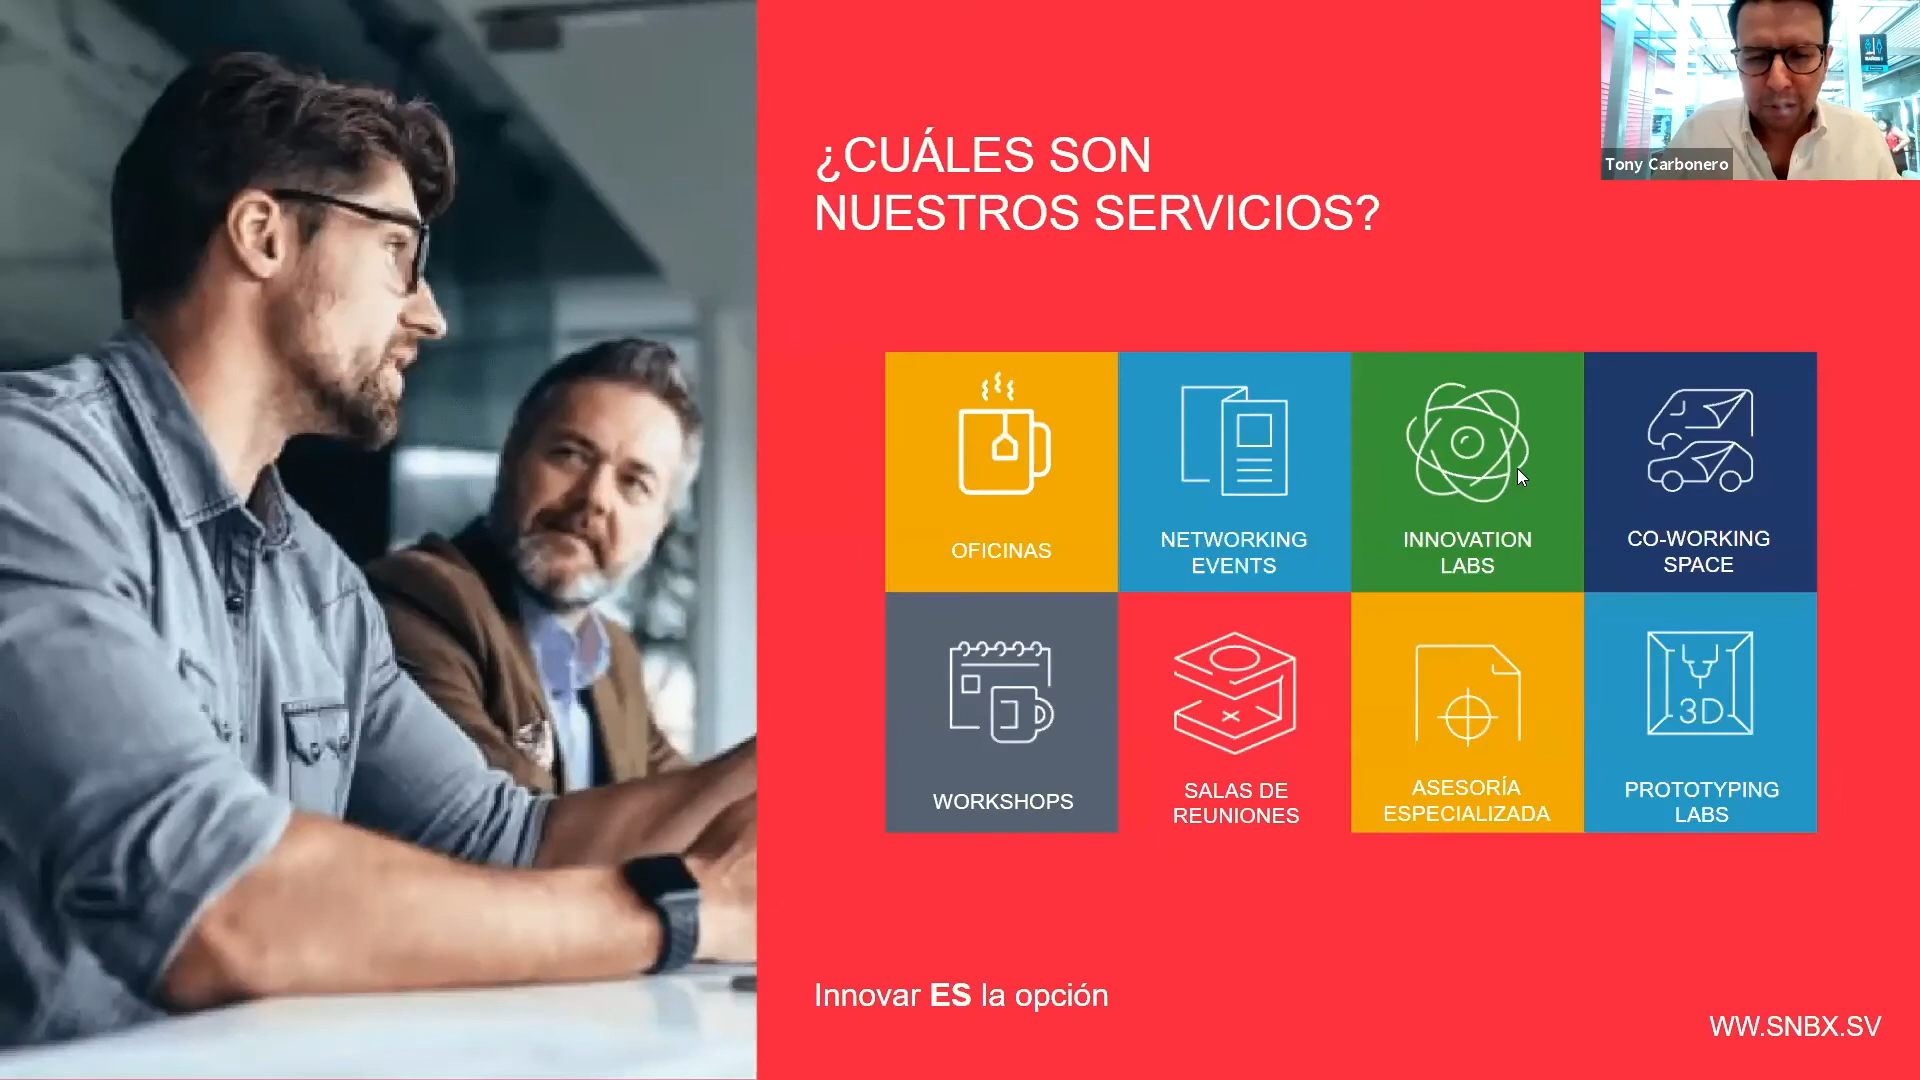 ¿CUÁLES SON
NUESTROS SERVICIOS?
Tony Carbonero
OFICINAS
NETWORKING
EVENTS
INNOVATION
LABS
CO-WORKING
SPACE
WORKSHOPS
SALAS DE
REUNIONES
ASESORÍA
ESPECIALIZADA
3D
PROTOTYPING
LABS
Innovar ES la opción
WW.SNBX.SV